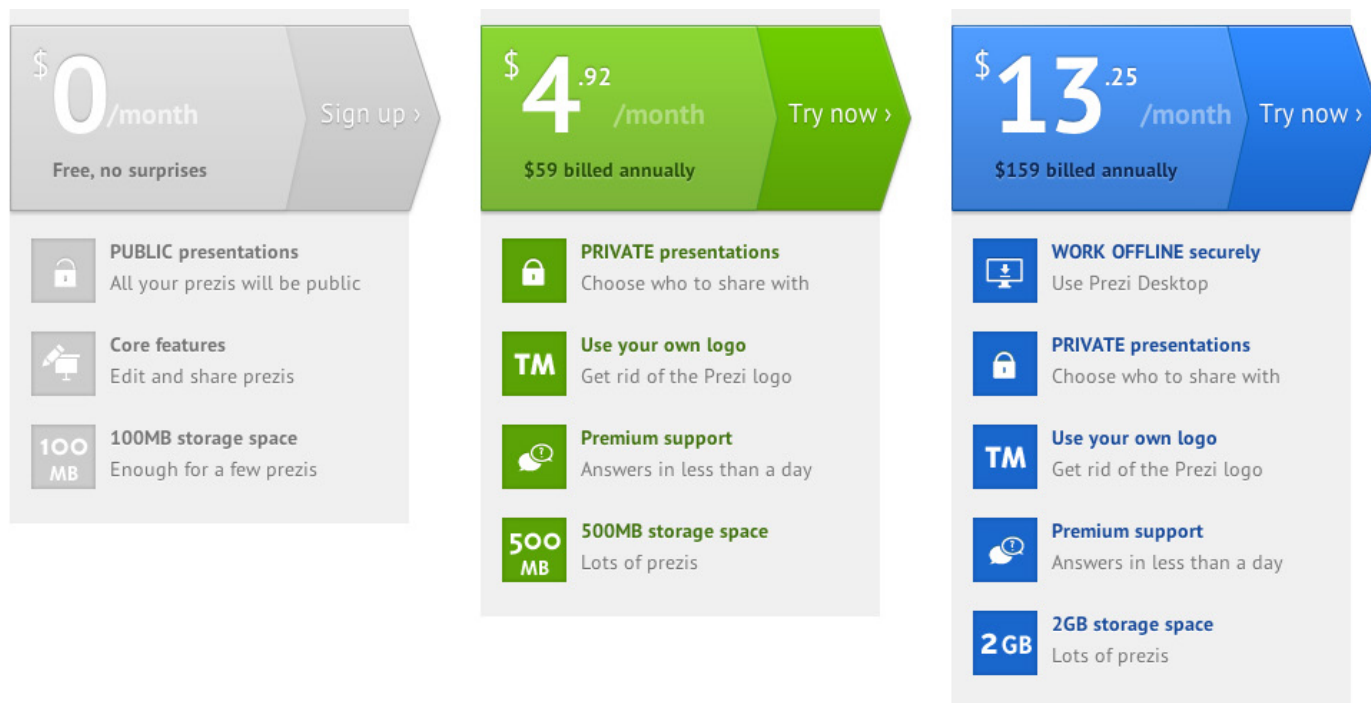 $0/month
Sign up ›
Free, no surprises
PUBLIC presentations
All your prezis will be public
Core features
Edit and share prezis
100 MB
100MB storage space
Enough for a few prezis
$4.92/month
Try now ›
$59 billed annually
PRIVATE presentations
Choose who to share with
TM
Use your own logo
Get rid of the Prezi logo
?
Premium support
Answers in less than a day
500 MB
500MB storage space
Lots of prezis
$13.25/month
Try now ›
$159 billed annually
WORK OFFLINE securely
Use Prezi Desktop
PRIVATE presentations
Choose who to share with
TM
Use your own logo
Get rid of the Prezi logo
?
Premium support
Answers in less than a day
2 GB
2GB storage space
Lots of prezis